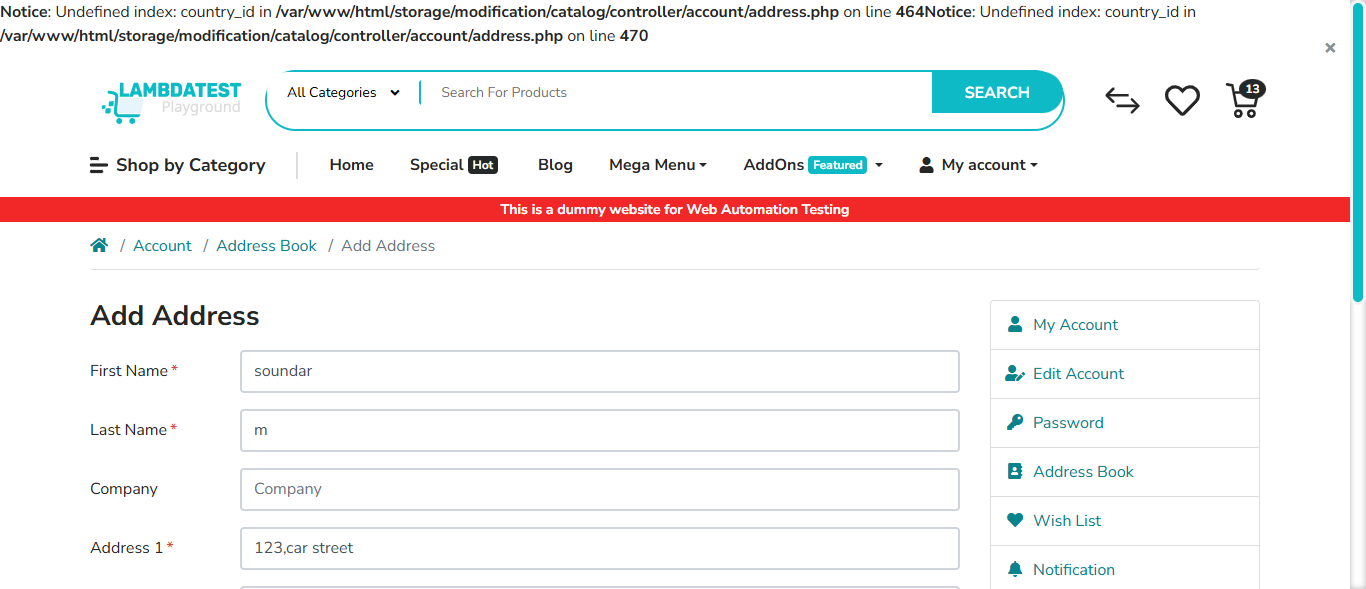 Notice: Undefined index: country_id in /var/www/html/storage/modification/catalog/controller/account/address.php on line 464Notice: Undefined index: country_id in
/var/www/html/storage/modification/catalog/controller/account/address.php on line 470
×
LAMBDATEST
Playground
All Categories
Search For Products
SEARCH
13
Shop by Category
Home
Special Hot
Blog
Mega Menu
AddOns Featured
My account
This is a dummy website for Web Automation Testing
/ Account / Address Book / Add Address
Add Address
First Name *
soundar
Last Name *
m
Company
Company
Address 1 *
123,car street
My Account
Edit Account
Password
Address Book
Wish List
Notification